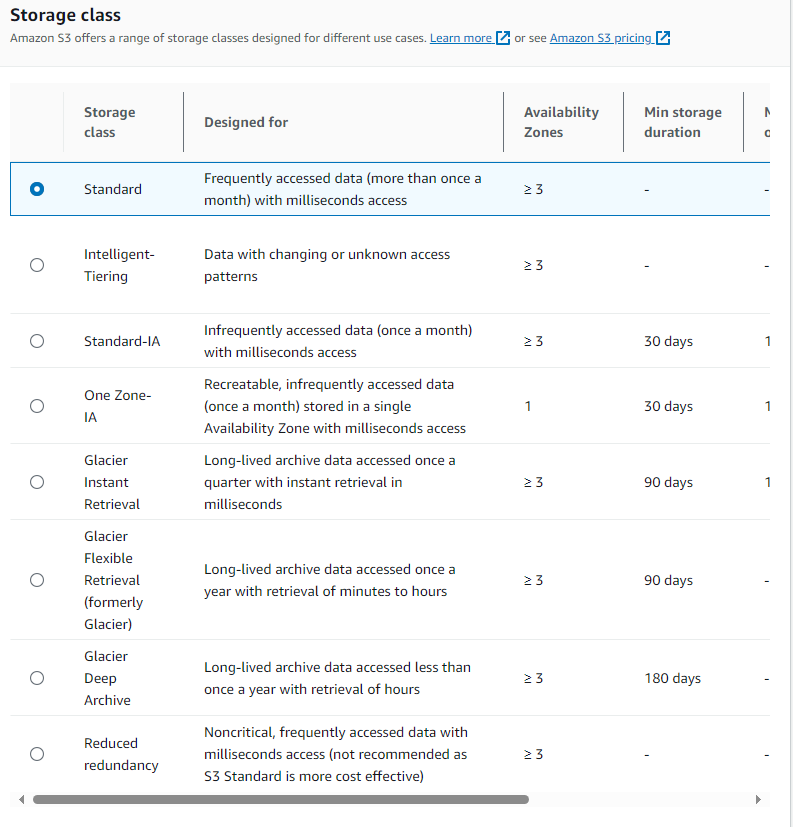 Storage class
Amazon S3 offers a range of storage classes designed for different use cases. Learn more or see Amazon S3 pricing
Storage
class
Designed for
Availability
Zones
Min storage
duration
Standard
Frequently accessed data (more than once a
month) with milliseconds access
≥ 3
-
-
Intelligent-
Tiering
Data with changing or unknown access
patterns
≥ 3
-
-
Standard-IA
Infrequently accessed data (once a month)
with milliseconds access
≥ 3
30 days
1
One Zone-
IA
Recreatable, infrequently accessed data
(once a month) stored in a single
Availability Zone with milliseconds access
1
30 days
1
Glacier
Instant
Retrieval
Long-lived archive data accessed once a
quarter with instant retrieval in
milliseconds
≥ 3
90 days
1
Glacier
Flexible
Retrieval
(formerly
Glacier)
Long-lived archive data accessed once a
year with retrieval of minutes to hours
≥ 3
90 days
-
Glacier
Deep
Archive
Long-lived archive data accessed less than
once a year with retrieval of hours
≥ 3
180 days
-
Reduced
redundancy
Noncritical, frequently accessed data with
milliseconds access (not recommended as
S3 Standard is more cost effective)
≥ 3
-
-